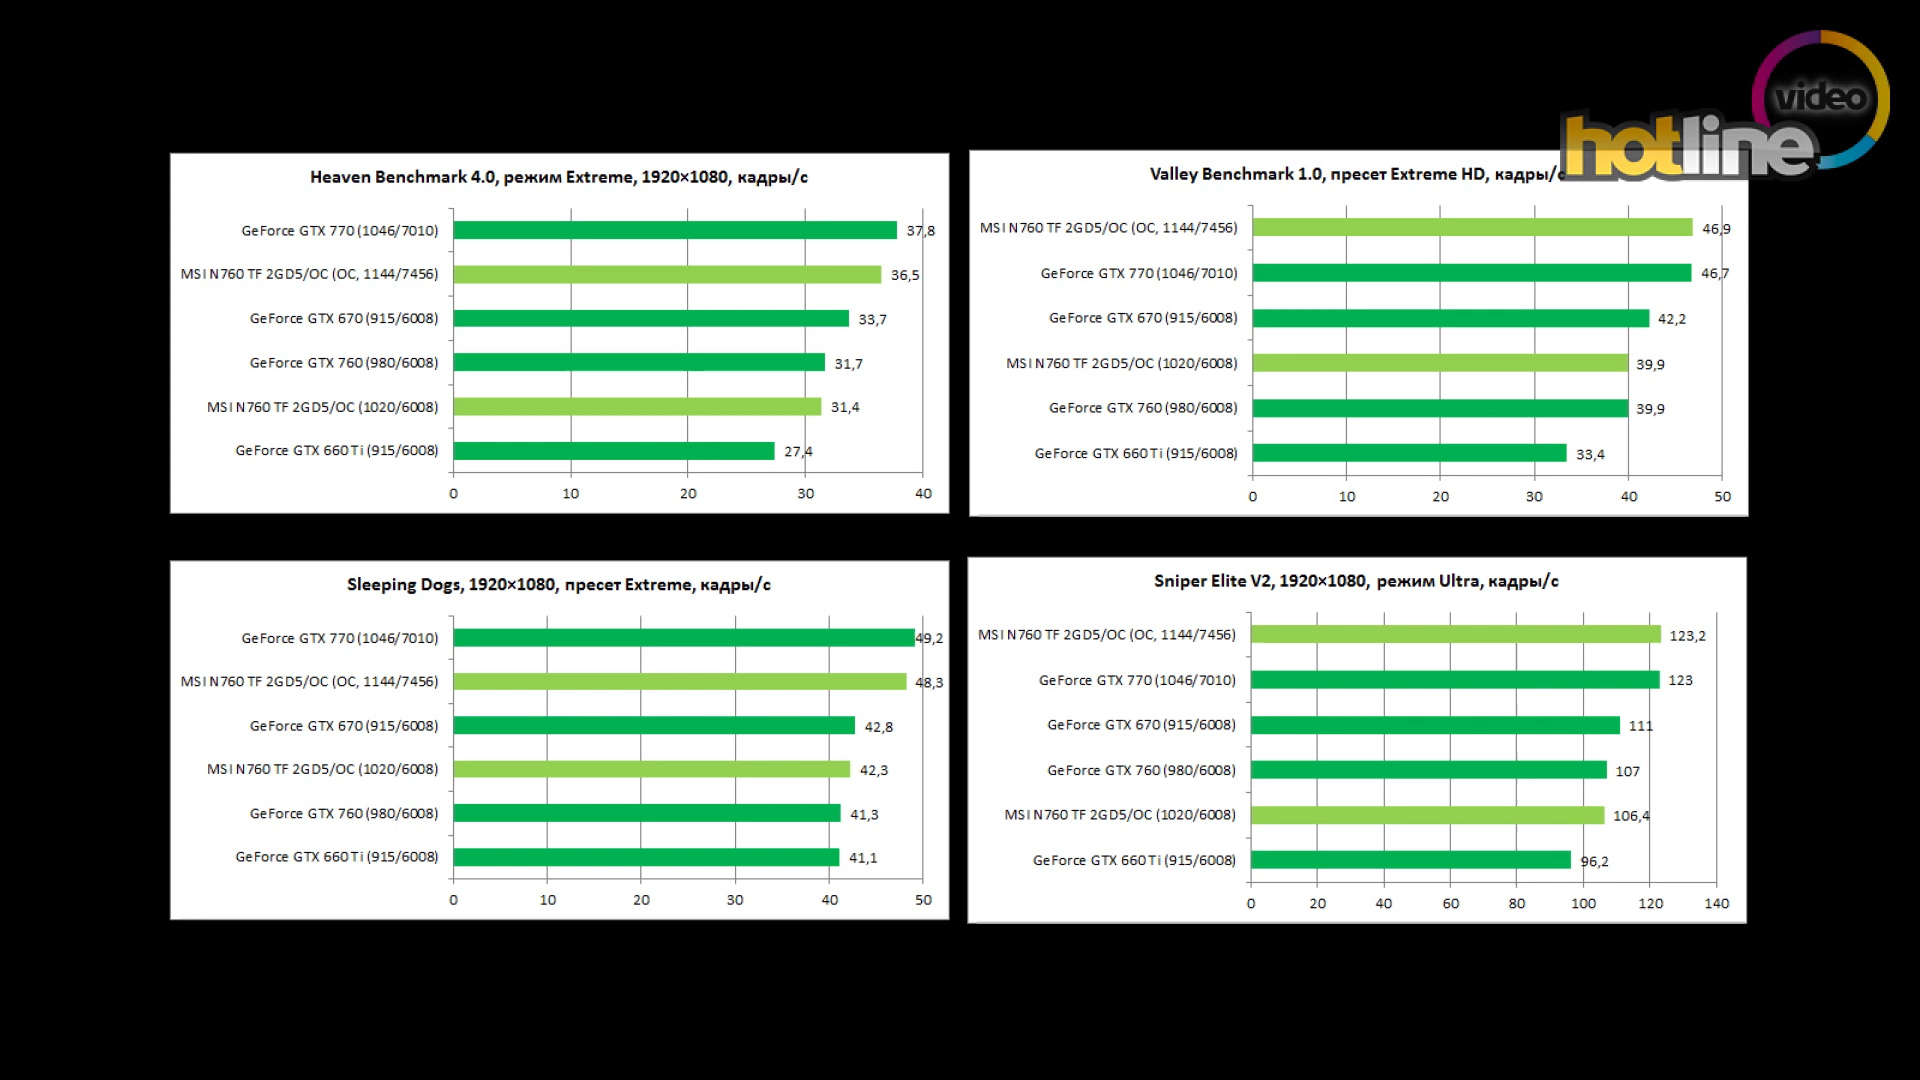 video
hotline
Heaven Benchmark 4.0, режим Extreme, 1920×1080, кадры/с
GeForce GTX 770 (1046/7010) 37,8
MSI N760 TF 2GD5/OC (OC, 1144/7456) 36,5
GeForce GTX 670 (915/6008) 33,7
GeForce GTX 760 (980/6008) 31,7
MSI N760 TF 2GD5/OC (1020/6008) 31,4
GeForce GTX 660 Ti (915/6008) 27,4
0 10 20 30 40
Valley Benchmark 1.0, пресет Extreme HD, кадры/с
MSI N760 TF 2GD5/OC (OC, 1144/7456) 46,9
GeForce GTX 770 (1046/7010) 46,7
GeForce GTX 670 (915/6008) 42,2
MSI N760 TF 2GD5/OC (1020/6008) 39,9
GeForce GTX 760 (980/6008) 39,9
GeForce GTX 660 Ti (915/6008) 33,4
0 10 20 30 40 50
Sleeping Dogs, 1920×1080, пресет Extreme, кадры/с
GeForce GTX 770 (1046/7010) 49,2
MSI N760 TF 2GD5/OC (OC, 1144/7456) 48,3
GeForce GTX 670 (915/6008) 42,8
MSI N760 TF 2GD5/OC (1020/6008) 42,3
GeForce GTX 760 (980/6008) 41,3
GeForce GTX 660 Ti (915/6008) 41,1
0 10 20 30 40 50
Sniper Elite V2, 1920×1080, режим Ultra, кадры/с
MSI N760 TF 2GD5/OC (OC, 1144/7456) 123,2
GeForce GTX 770 (1046/7010) 123
GeForce GTX 670 (915/6008) 111
GeForce GTX 760 (980/6008) 107
MSI N760 TF 2GD5/OC (1020/6008) 106,4
GeForce GTX 660 Ti (915/6008) 96,2
0 20 40 60 80 100 120 140